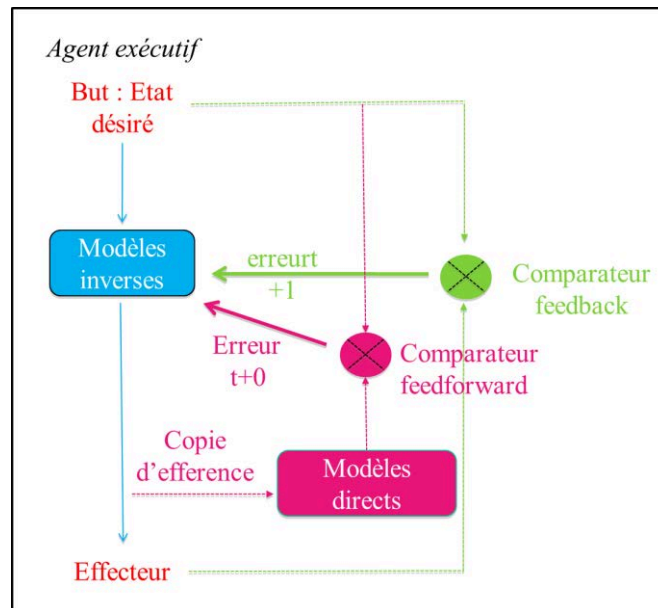 Agent exécutif
But : Etat
désiré
Modèles
inverses
erreurt
+1
Comparateur
feedback
Erreur
t+0
Comparateur
feedforward
Copie
d’efference
Modèles
directs
Effecteur